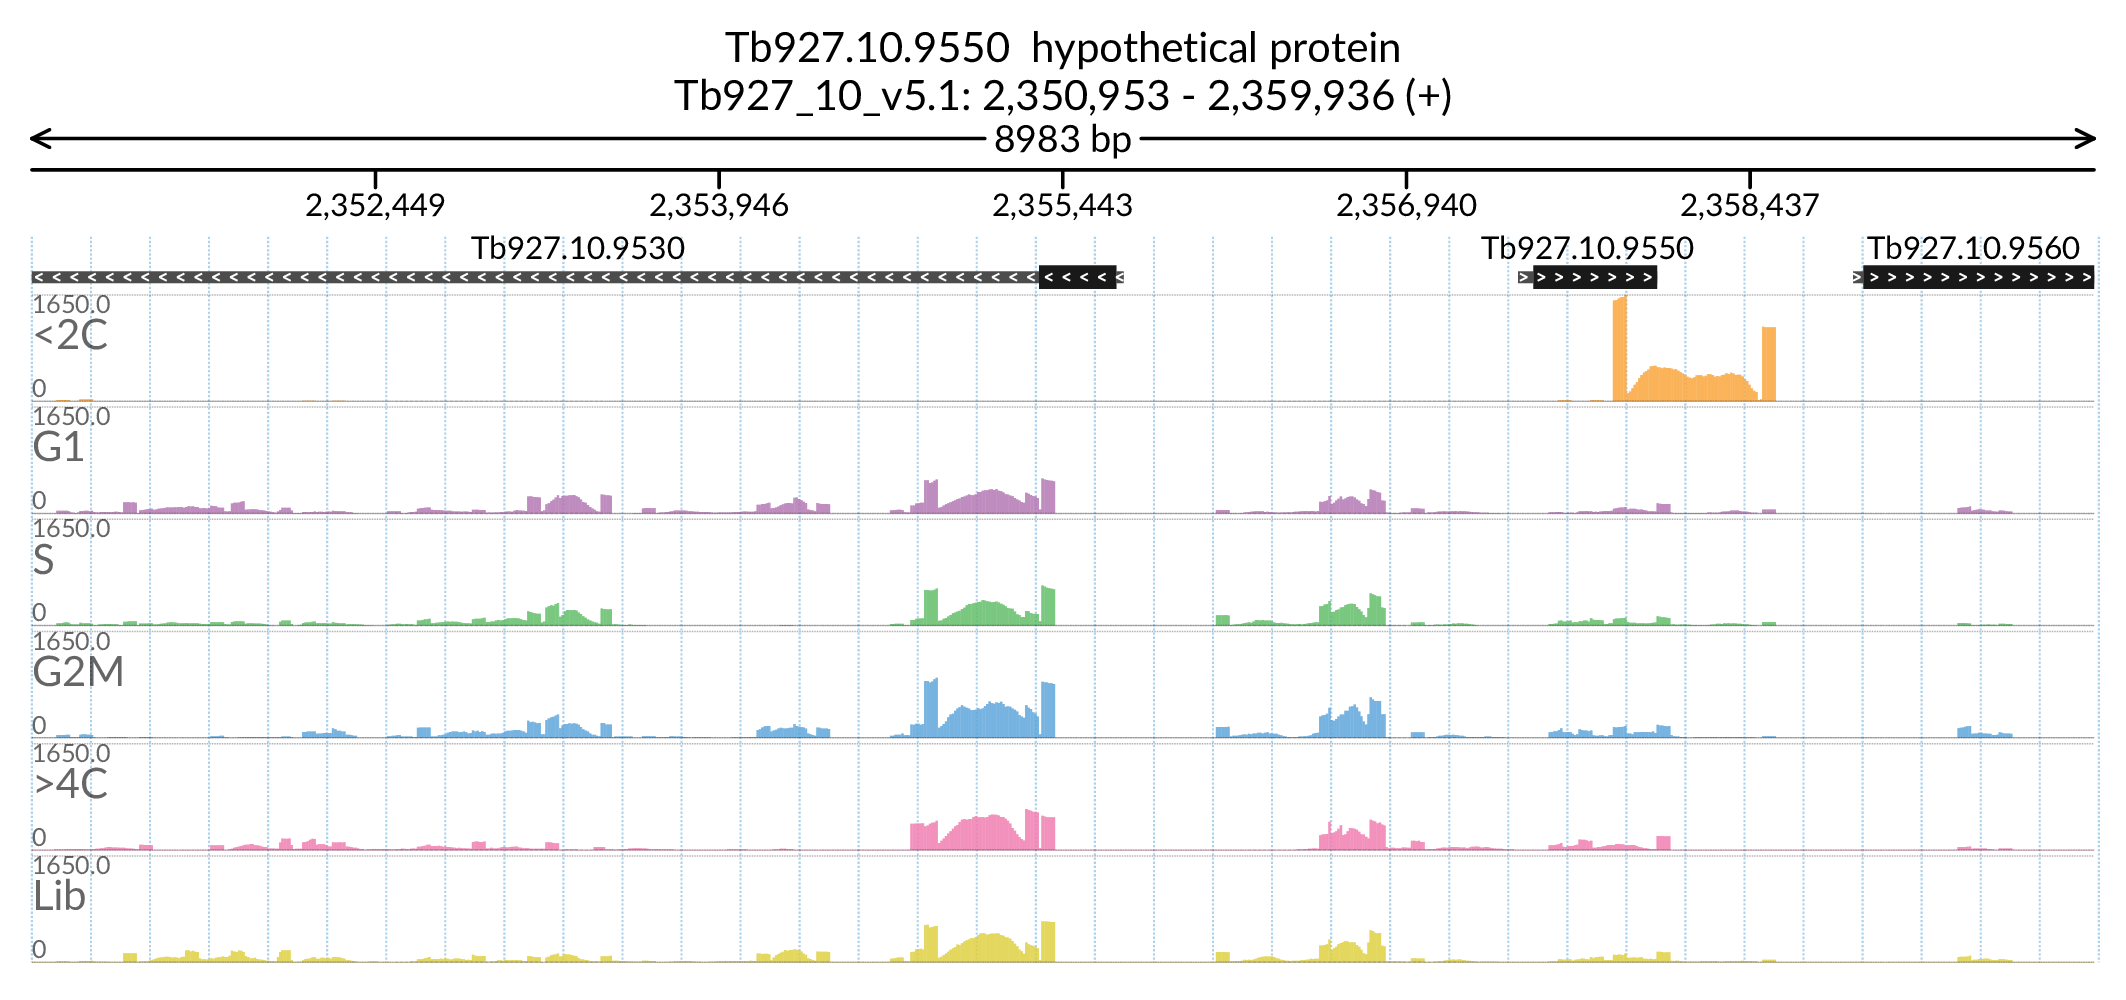 Tb927.10.9550  hypothetical protein
Tb927_10_v5.1: 2,350,953 - 2,359,936 (+)
8983 bp
2,352,449 2,353,946 2,355,443 2,356,940 2,358,437
Tb927.10.9530 Tb927.10.9550 Tb927.10.9560
1650.0
<2C
0
1650.0
G1
0
1650.0
S
0
1650.0
G2M
0
1650.0
>4C
0
1650.0
Lib
0